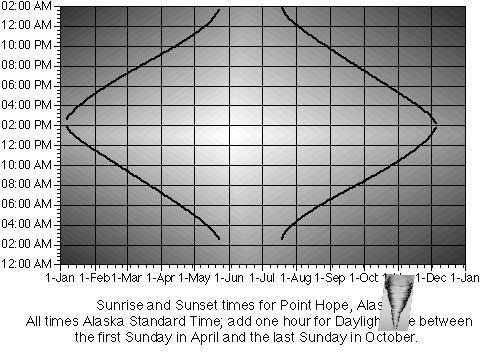 02:00 AM
12:00 AM
10:00 PM
08:00 PM
06:00 PM
04:00 PM
02:00 PM
12:00 PM
10:00 AM
08:00 AM
06:00 AM
04:00 AM
02:00 AM
12:00 AM
1-Jan 1-Feb 1-Mar 1-Apr 1-May 1-Jun 1-Jul 1-Aug 1-Sep 1-Oct 1-Dec 1-Jan
Sunrise and Sunset times for Point Hope,
All times Alaska Standard Time; add one hour for between
the first Sunday in April and the last Sunday in October.